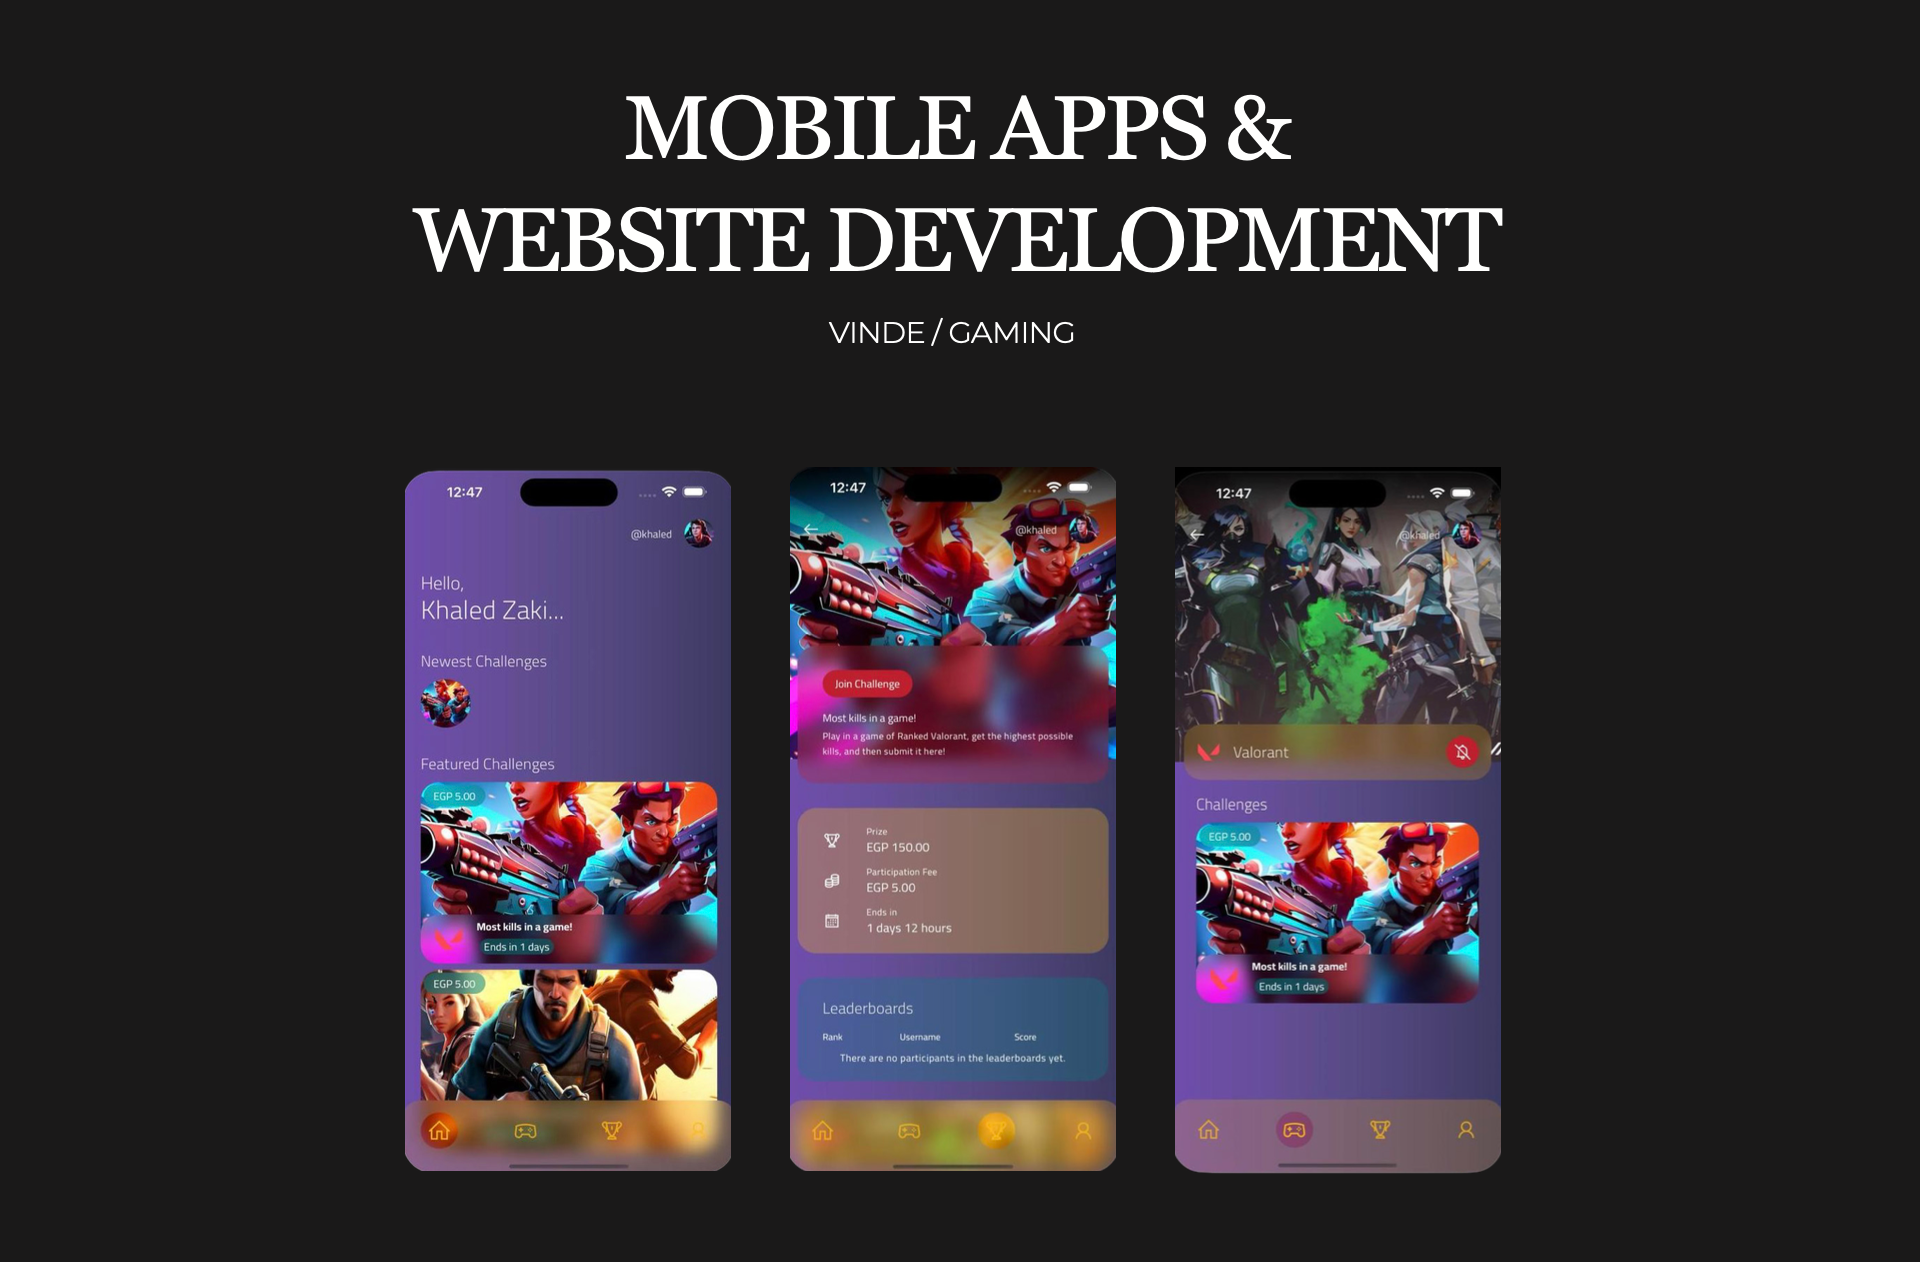 MOBILE APPS &
WEBSITE DEVELOPMENT
VINDE / GAMING
12:47
@khaled
Hello,
Khaled Zaki...
Newest Challenges
Featured Challenges
EGP 5.00
Most kills in a game!
Ends in 1 days
EGP 5.00
12:47
@khaled
Join Challenge
Most kills in a game!
Play in a game of Ranked Valorant, get the highest possible
kills, and then submit it here!
Prize
EGP 150.00
Participation Fee
EGP 5.00
Ends in
1 days 12 hours
Leaderboards
Rank Username Score
There are no participants in the leaderboards yet.
12:47
@khaled
Valorant
Challenges
EGP 5.00
Most kills in a game!
Ends in 1 days